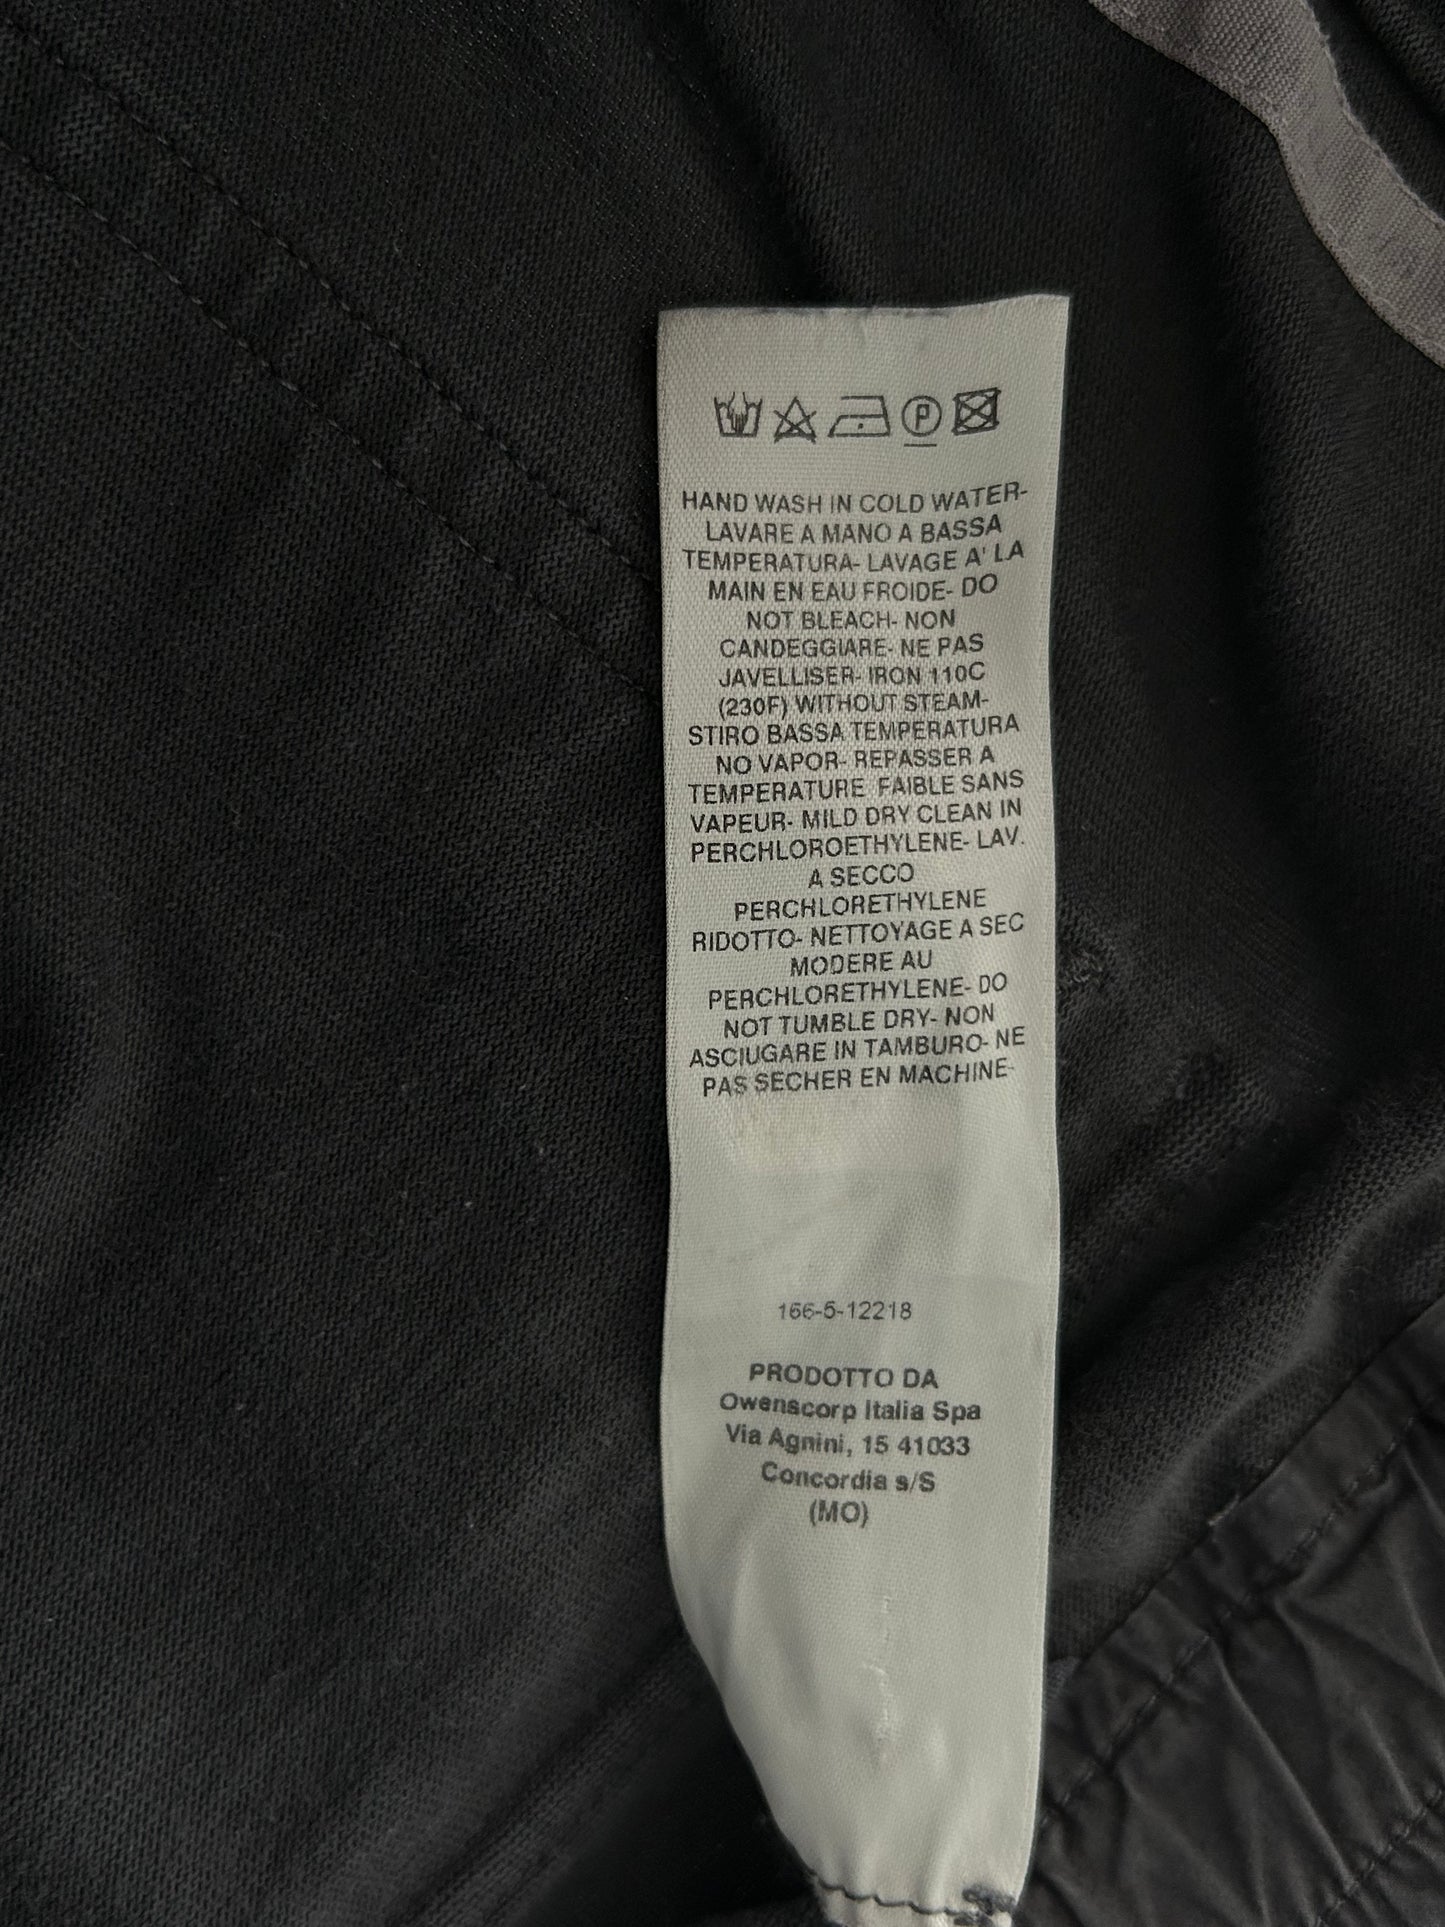 P
HAND WASH IN COLD WATER-
LAVARE A MANO A BASSA
TEMPERATURA- LAVAGE A' LA
MAIN EN EAU FROIDE- DO
NOT BLEACH- NON
CANDEGGIARE- NE PAS
JAVELLISER- IRON 110C
(230F) WITHOUT STEAM-
STIRO BASSA TEMPERATURA
NO VAPOR- REPASSER A
TEMPERATURE FAIBLE SANS
VAPEUR- MILD DRY CLEAN IN
PERCHLOROETHYLENE- LAV.
A SECCO
PERCHLORETHYLENE
RIDOTTO- NETTOYAGE A SEC
MODERE AU
PERCHLORETHYLENE- DO
NOT TUMBLE DRY- NON
ASCIUGARE IN TAMBURO- NE
PAS SECHER EN MACHINE-
166-5-12218
PRODOTTO DA
Owenscorp Italia Spa
Via Agnini, 15 41033
Concordia s/S
(MO)